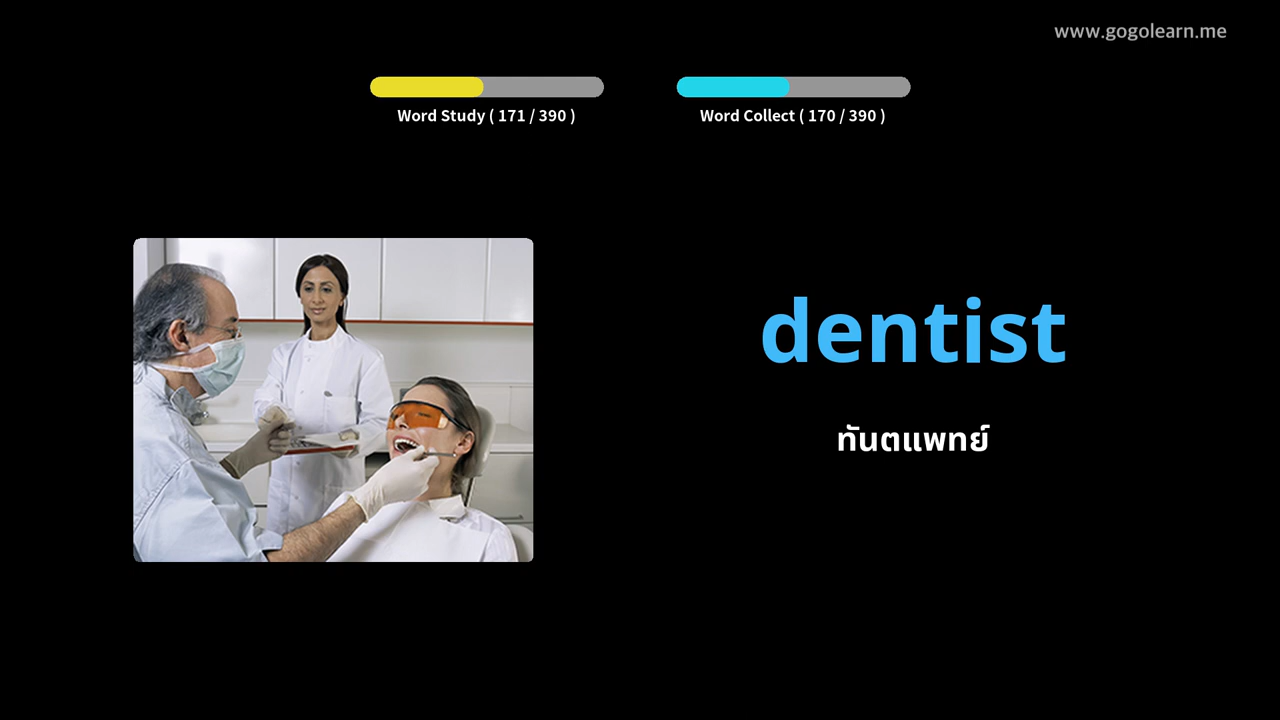 www.gogolearn.me
Word Study ( 171 / 390 )
Word Collect ( 170 / 390 )
dentist
ทันตแพทย์